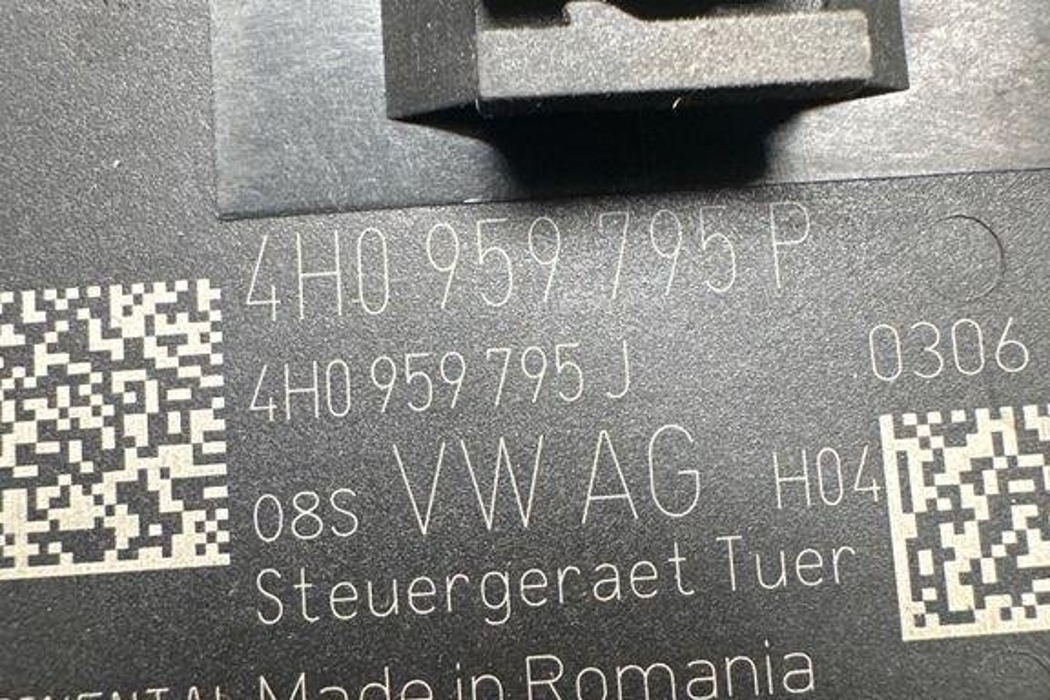 4H0 959 795 P
4H0 959 795 J 0306
08S VW AG H04
Steuergeraet Tuer
Made in Romania